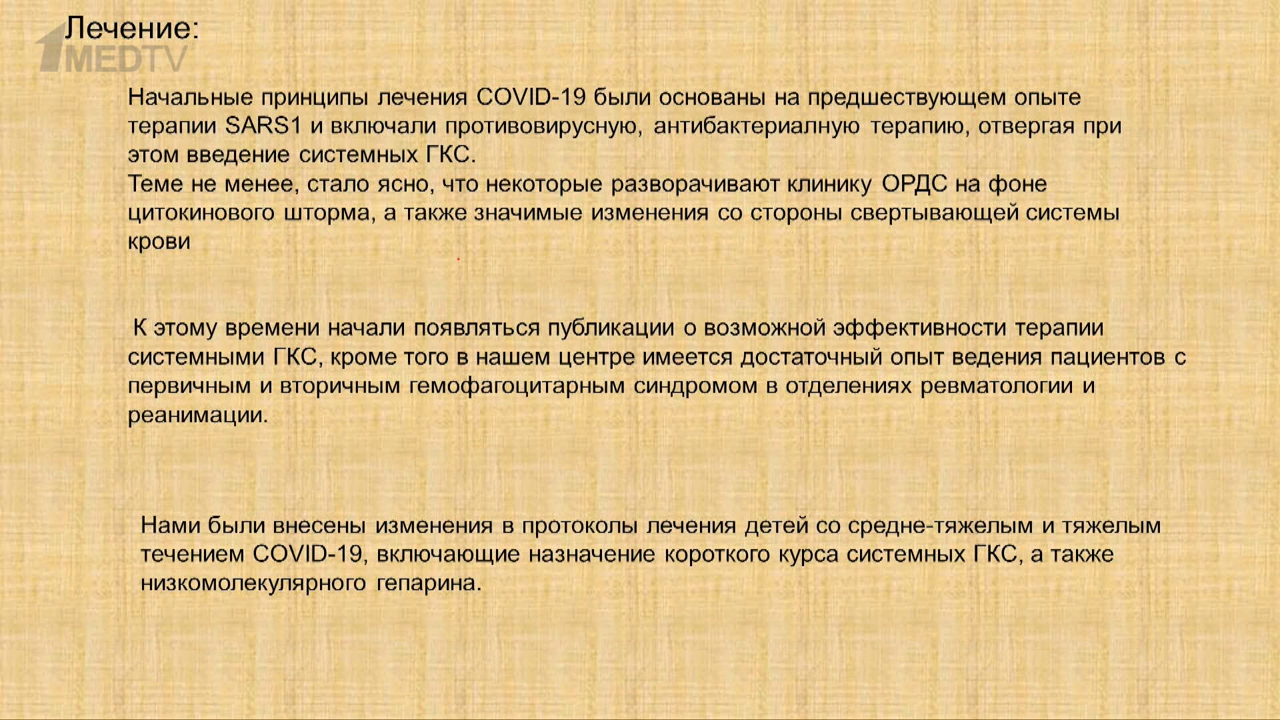 Лечение:
1MEDTV
Начальные принципы лечения COVID-19 были основаны на предшествующем опыте
терапии SARS1 и включали противовирусную, антибактериалную терапию, отвергая при
этом введение системных ГКС.
Теме не менее, стало ясно, что некоторые разворачивают клинику ОРДС на фоне
цитокинового шторма, а также значимые изменения со стороны свертывающей системы
крови
К этому времени начали появляться публикации о возможной эффективности терапии
системными ГКС, кроме того в нашем центре имеется достаточный опыт ведения пациентов с
первичным и вторичным гемофагоцитарным синдромом в отделениях ревматологии и
реанимации.
Нами были внесены изменения в протоколы лечения детей со средне-тяжелым и тяжелым
течением COVID-19, включающие назначение короткого курса системных ГКС, а также
низкомолекулярного гепарина.